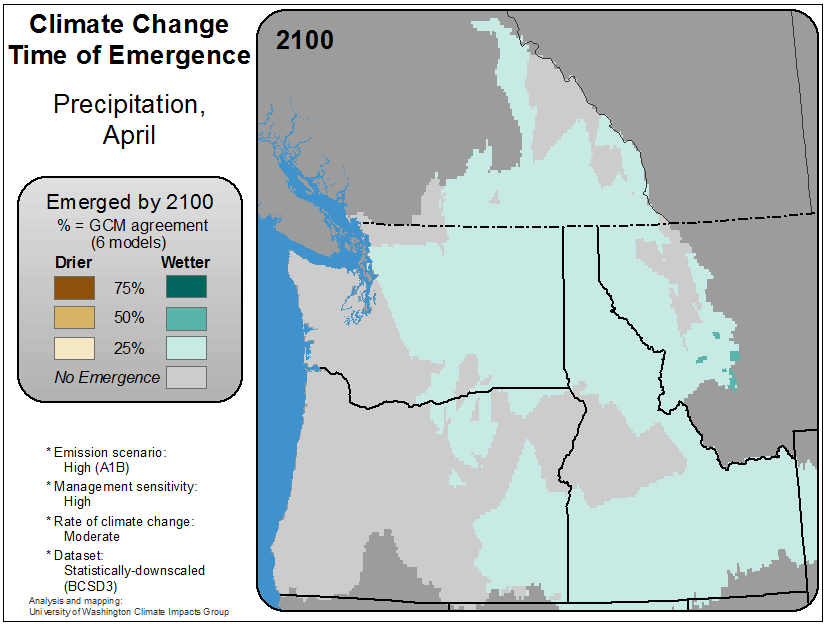 Climate Change
Time of Emergence
Precipitation,
April
Emerged by 2100
% = GCM agreement
(6 models)
Drier Wetter
75%
50%
25%
No Emergence
* Emission scenario:
High (A1B)
* Management sensitivity:
High
* Rate of climate change:
Moderate
* Dataset:
Statistically-downscaled
(BCSD3)
Analysis and mapping:
University of Washington Climate Impacts Group
2100